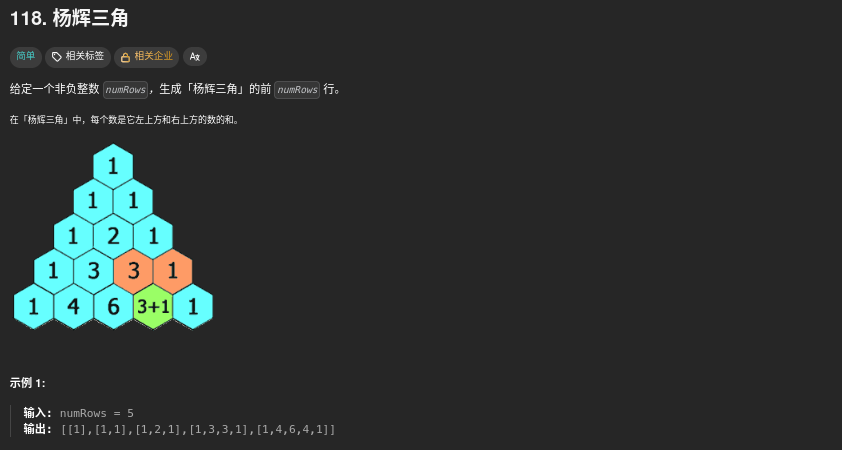 118. 杨辉三角
简单 相关标签 相关企业 A
给定一个非负整数 numRows，生成「杨辉三角」的前 numRows 行。
在「杨辉三角」中，每个数是它左上方和右上方的数的和。
1
1 1
1 2 1
1 3 3 1
1 4 6 3+1 1
示例 1:
输入: numRows = 5
输出: [[1],[1,1],[1,2,1],[1,3,3,1],[1,4,6,4,1]]